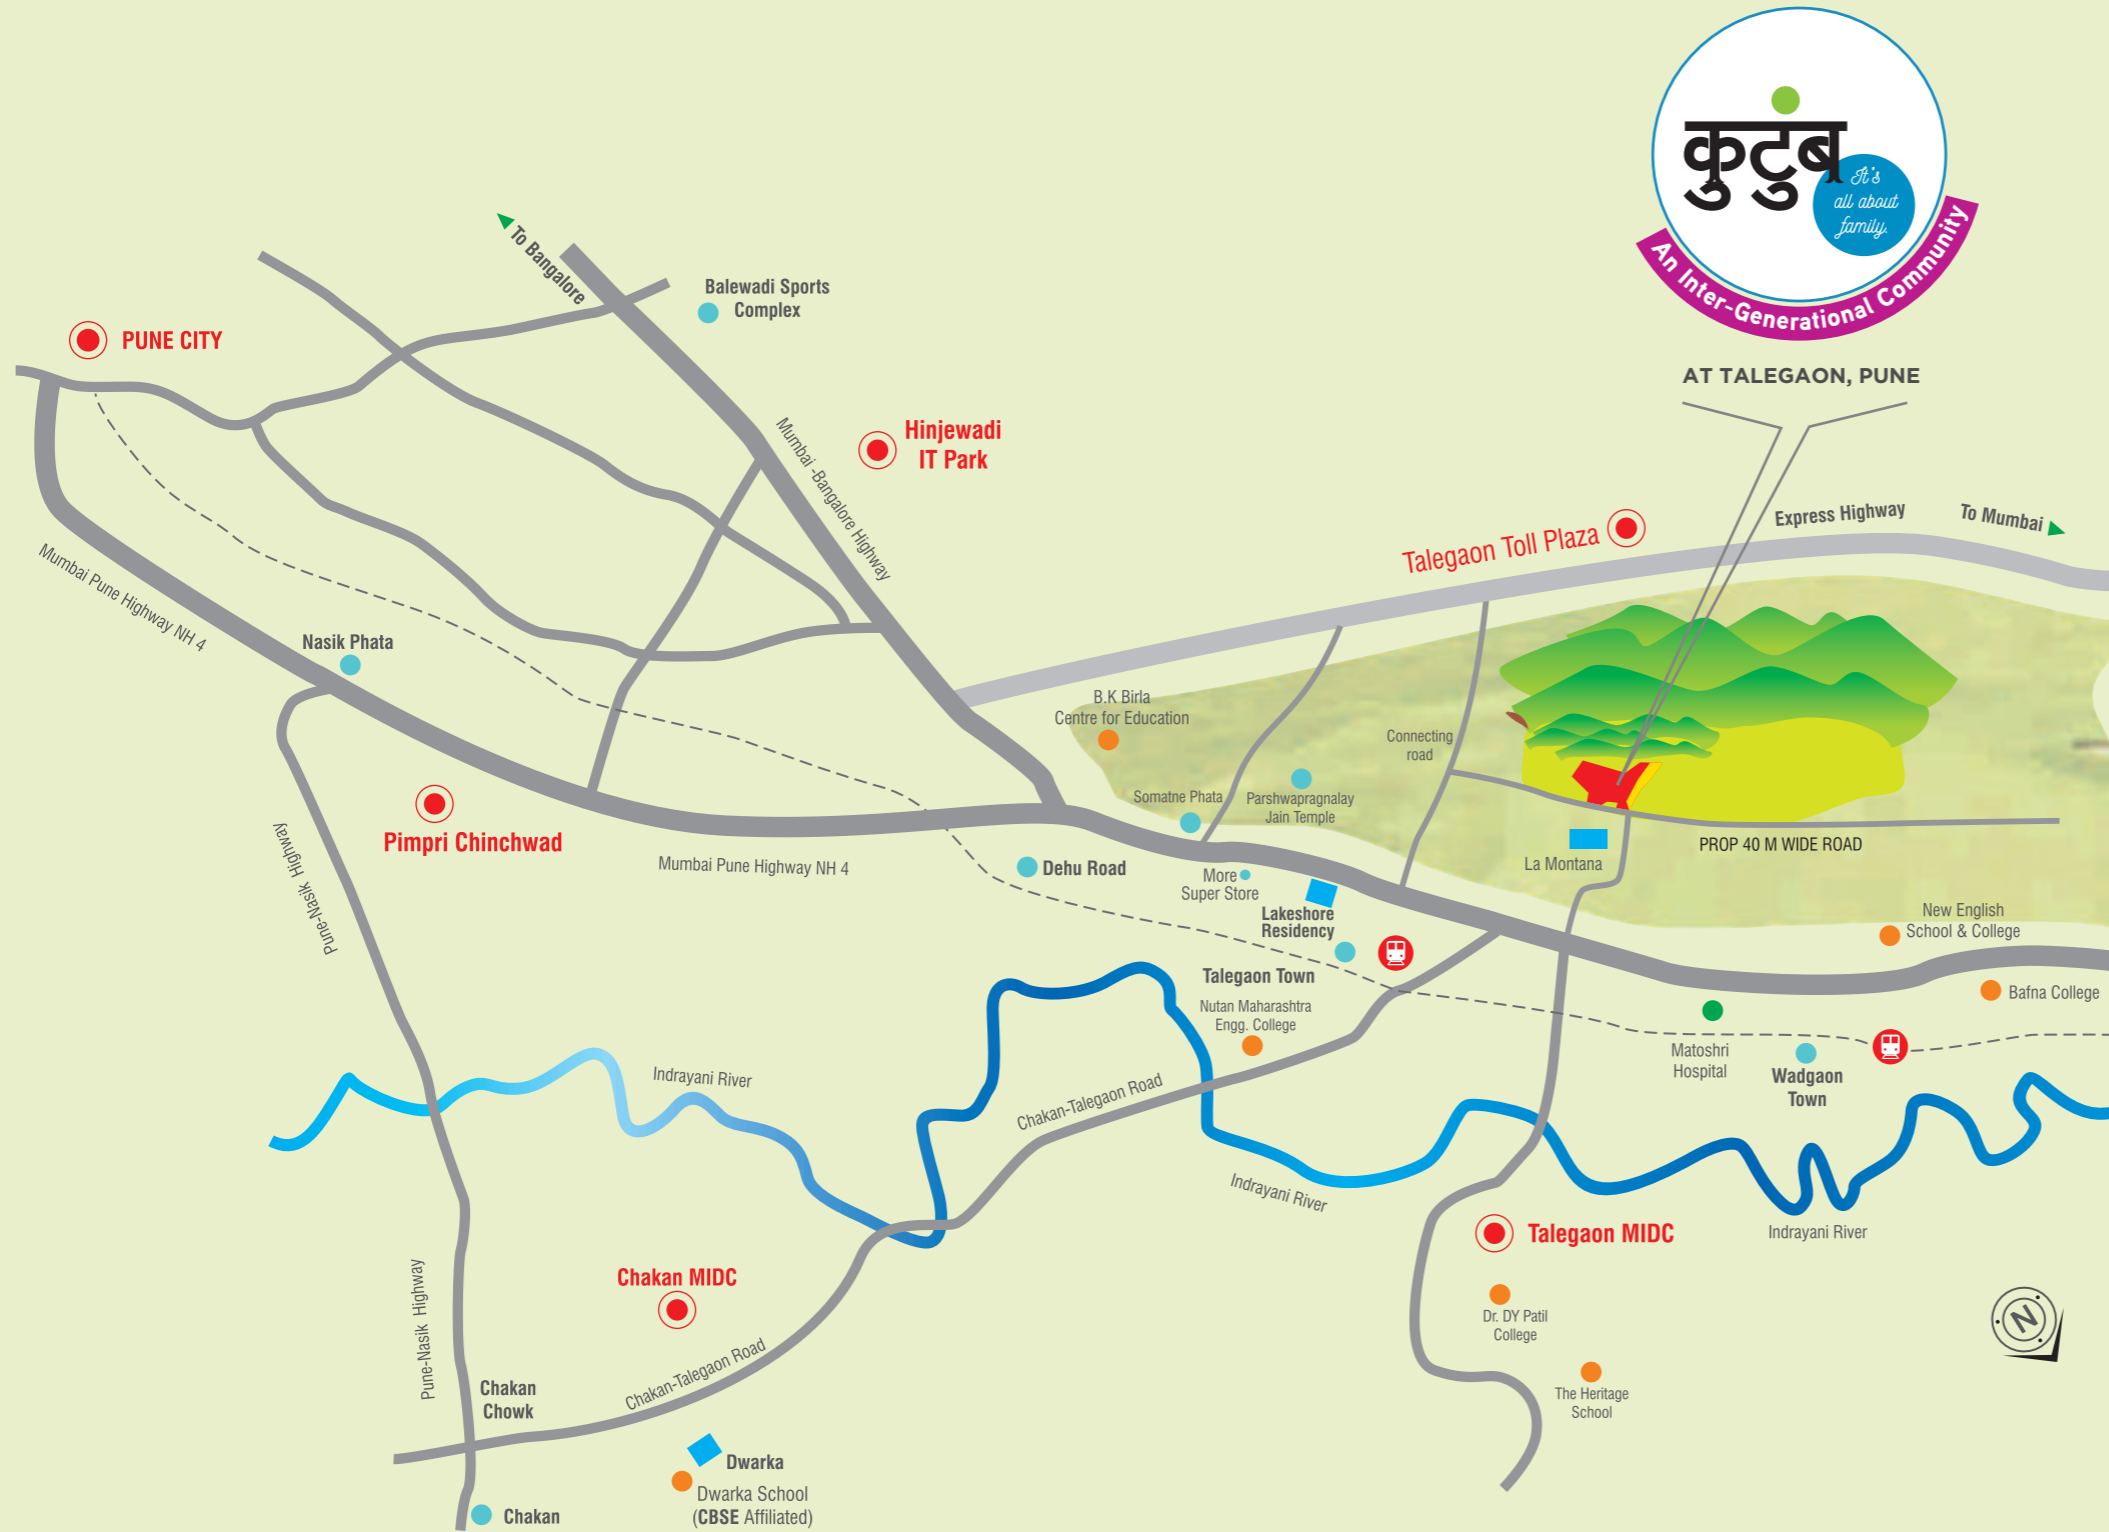 कुटुंब
It's
all about
family.
An Inter-Generational Community
AT TALEGAON, PUNE
To Bangalore
Balewadi Sports
Complex
PUNE CITY
Hinjewadi
IT Park
Mumbai -Bangalore Highway
Express Highway
To Mumbai
Talegaon Toll Plaza
Mumbai Pune Highway NH 4
Nasik Phata
B.K Birla
Centre for Education
Connecting
road
Somatne Phata
Parshwapragnalay
Jain Temple
Pimpri Chinchwad
Mumbai Pune Highway NH 4
Dehu Road
More
Super Store
La Montana
PROP 40 M WIDE ROAD
Lakeshore
Residency
New English
School & College
Pune-Nasik Highway
Talegaon Town
Nutan Maharashtra
Engg. College
Bafna College
Matoshri
Hospital
Wadgaon
Town
Indrayani River
Chakan-Talegaon Road
Indrayani River
Indrayani River
Talegaon MIDC
Chakan MIDC
Pune-Nasik Highway
Dr. DY Patil
College
N
Chakan-Talegaon Road
Chakan
Chowk
The Heritage
School
Dwarka
Dwarka School
(CBSE Affiliated)
Chakan